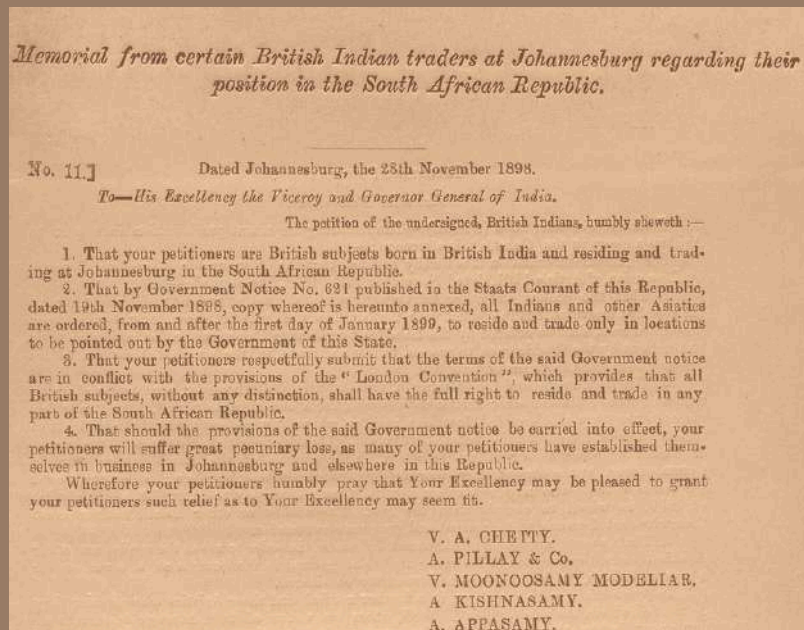 Memorial from certain British Indian traders at Johannesburg regarding their
position in the South African Republic.
No. 11.]
Dated Johannesburg, the 28th November 1898.
To—His Excellency the Viceroy and Governor General of India.
The petition of the undersigned, British Indians, humbly sheweth :—
1. That your petitioners are British subjects born in British India and residing and trad-
ing at Johannesburg in the South African Republic.
2. That by Government Notice No. 621 published in the Staats Courant of this Republic,
dated 19th November 1898, copy whereof is hereunto annexed, all Indians and other Asiatics
are ordered, from and after the first day of January 1899, to reside and trade only in locations
to be pointed out by the Government of this State.
3. That your petitioners respectfully submit that the terms of the said Government notice
are in conflict with the provisions of the “ London Convention ”, which provides that all
British subjects, without any distinction, shall have the full right to reside and trade in any
part of the South African Republic.
4. That should the provisions of the said Government notice be carried into effect, your
petitioners will suffer great pecuniary loss, as many of your petitioners have established them-
selves in business in Johannesburg and elsewhere in this Republic.
Wherefore your petitioners humbly pray that Your Excellency may be pleased to grant
your petitioners such relief as to Your Excellency may seem fit.
V. A. CHETTY.
A. PILLAY & Co.
V. MOONOOSAMY MODELIAR.
A KISHNASAMY.
A. APPASAMY.